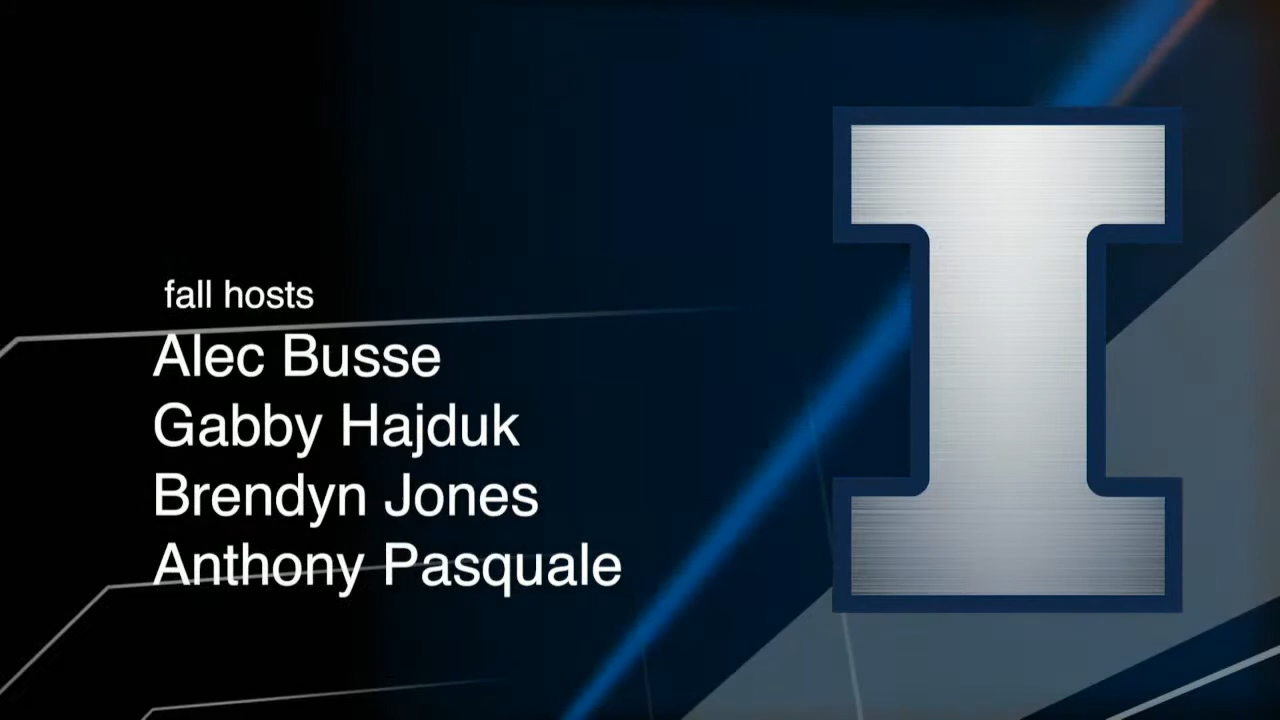 fall hosts
Alec Busse
Gabby Hajduk
Brendyn Jones
Anthony Pasquale
I